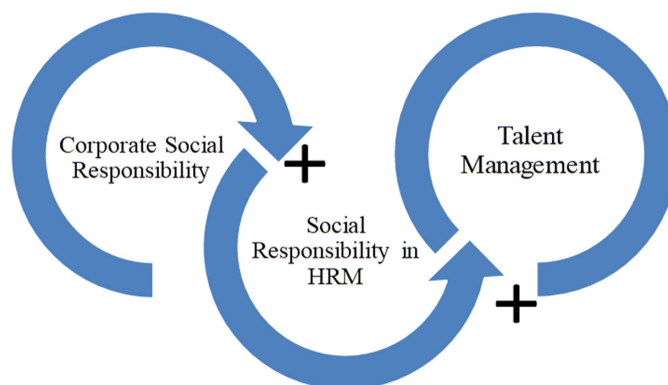 Corporate Social
Responsibility
+
Social
Responsibility in
HRM
+
Talent
Management